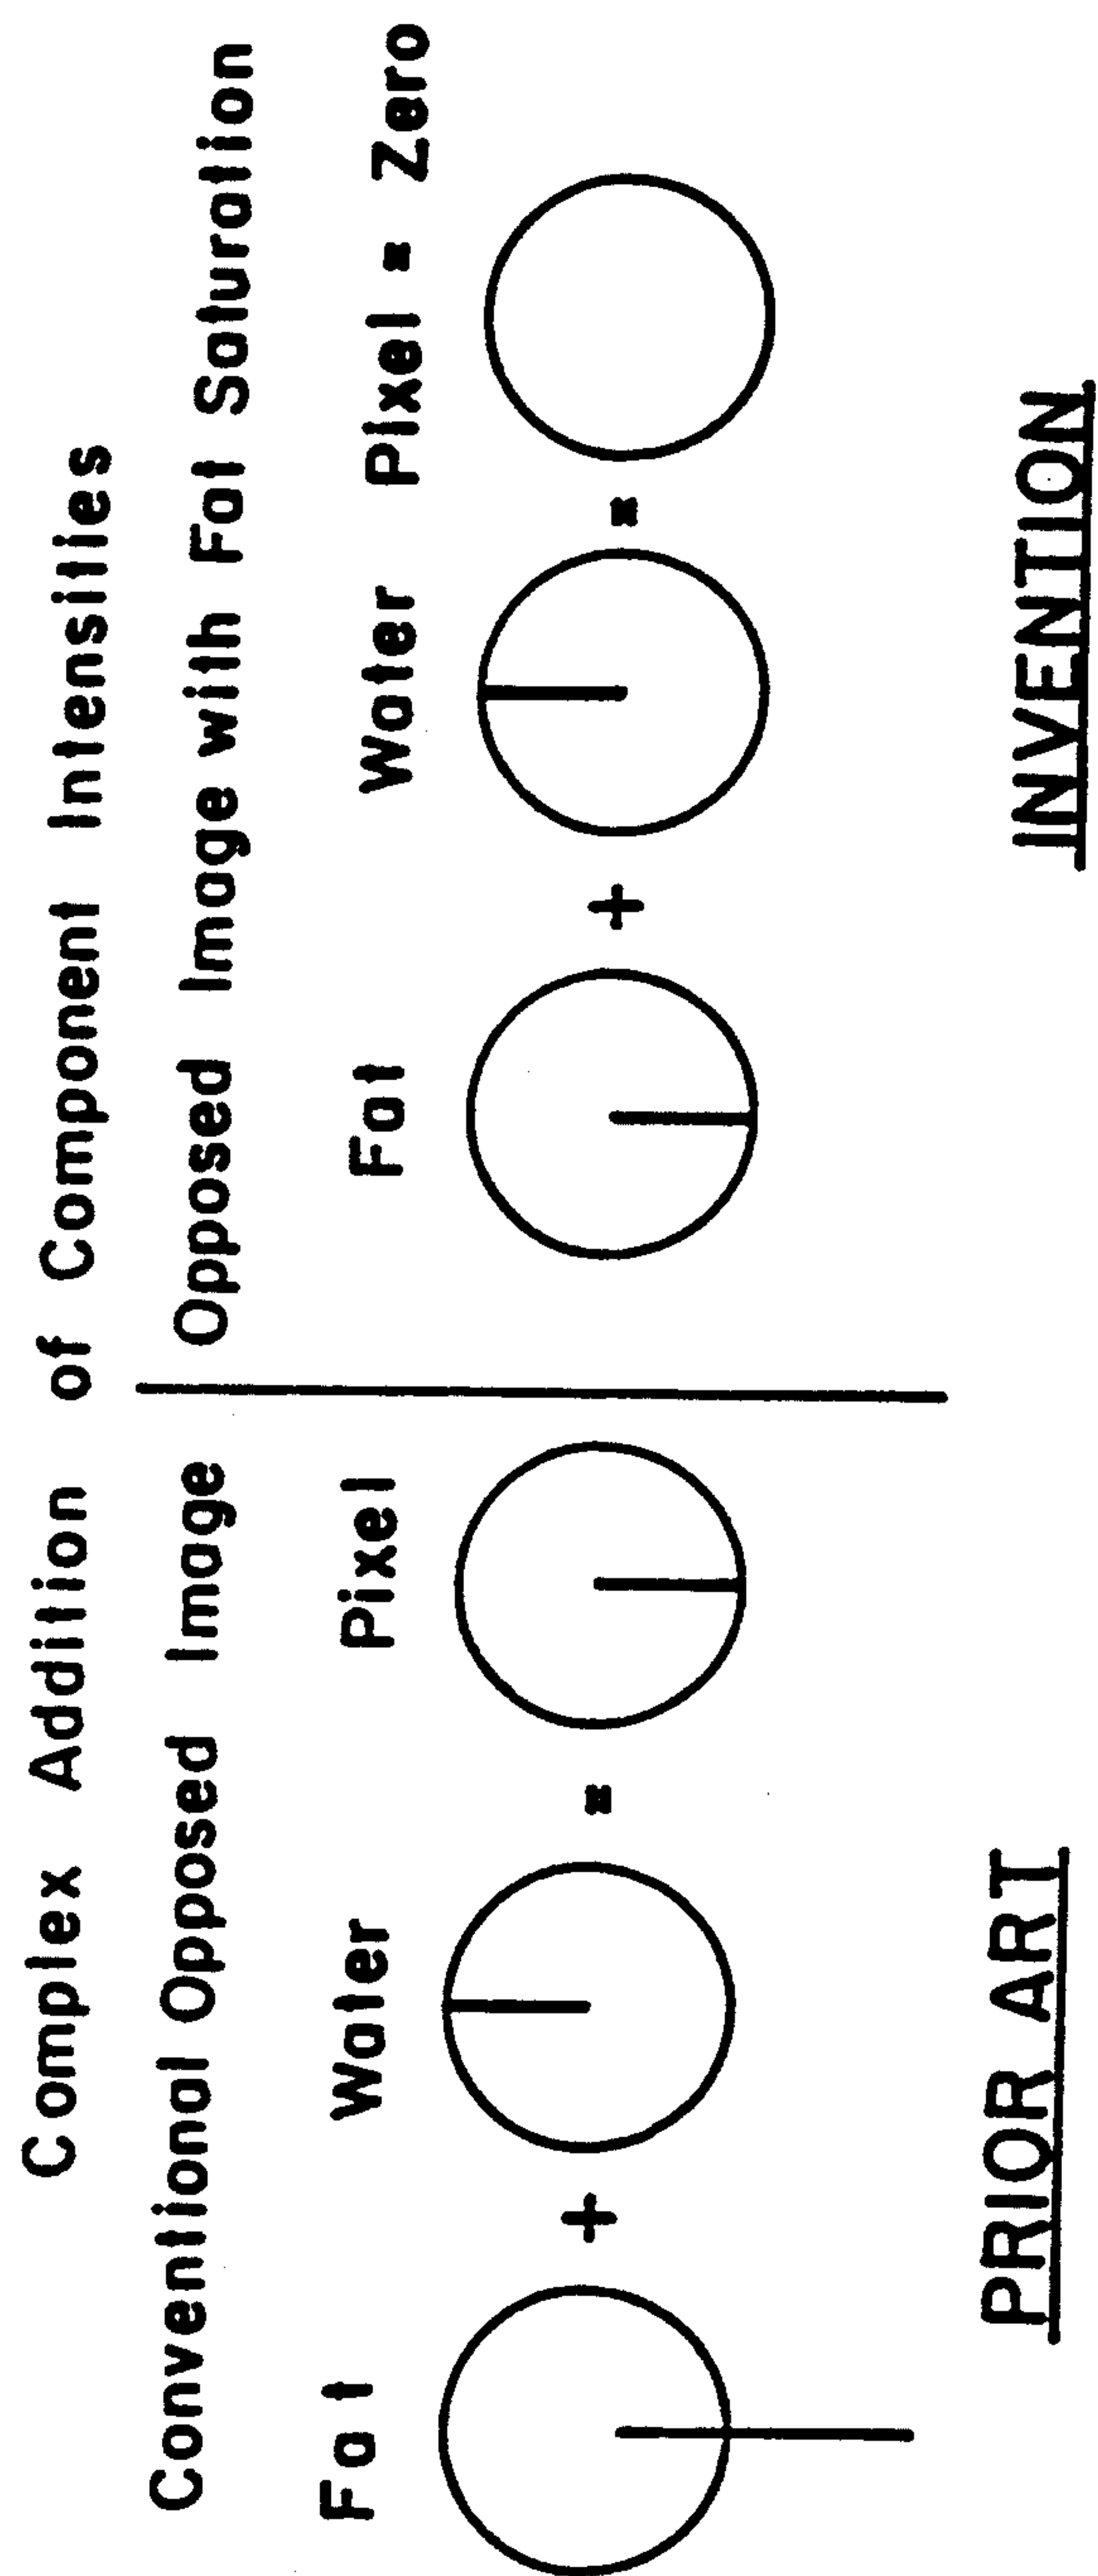 Complex Addition of Component Intensities
Conventional Opposed Image
Fat Water Pixel
+ =
PRIOR ART
Opposed Image with Fat Saturation
Fat Water Pixel = Zero
+ =
INVENTION